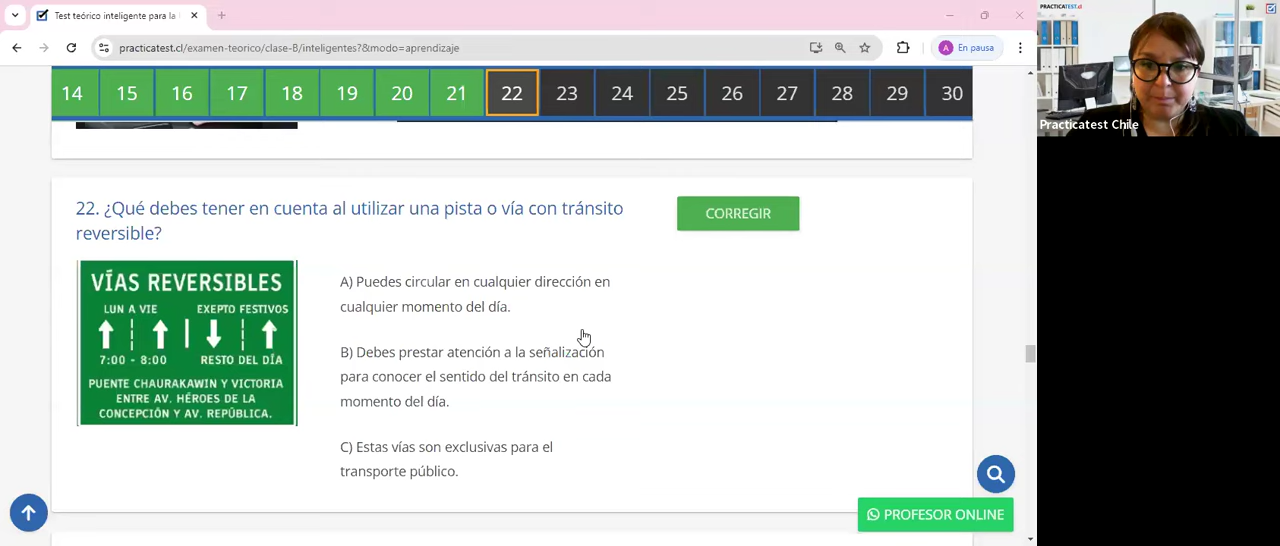 Test teórico inteligente para la
practicatest.cl/examen-teorico/clase-B/inteligentes?&modo=aprendizaje
A
En pausa
14 15 16 17 18 19 20 21 22 23 24 25 26 27 28 29 30
22. ¿Qué debes tener en cuenta al utilizar una pista o vía con tránsito
reversible?
CORREGIR
VÍAS REVERSIBLES
LUN A VIE EXEPTO FESTIVOS
7:00 - 8:00 RESTO DEL DÍA
PUENTE CHAURAKAWIN Y VICTORIA
ENTRE AV. HÉROES DE LA
CONCEPCIÓN Y AV. REPÚBLICA.
A) Puedes circular en cualquier dirección en
cualquier momento del día.
B) Debes prestar atención a la señalización
para conocer el sentido del tránsito en cada
momento del día.
C) Estas vías son exclusivas para el
transporte público.
PROFESOR ONLINE
PRACTICATEST.cl
Practicatest Chile